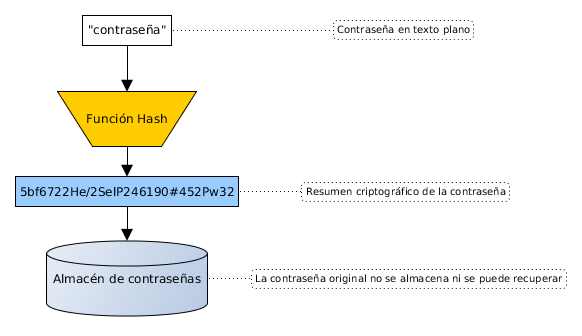 "contraseña"
Contraseña en texto plano
Función Hash
5bf6722He/2SelP246190#452Pw32
Resumen criptográfico de la contraseña
Almacén de contraseñas
La contraseña original no se almacena ni se puede recuperar